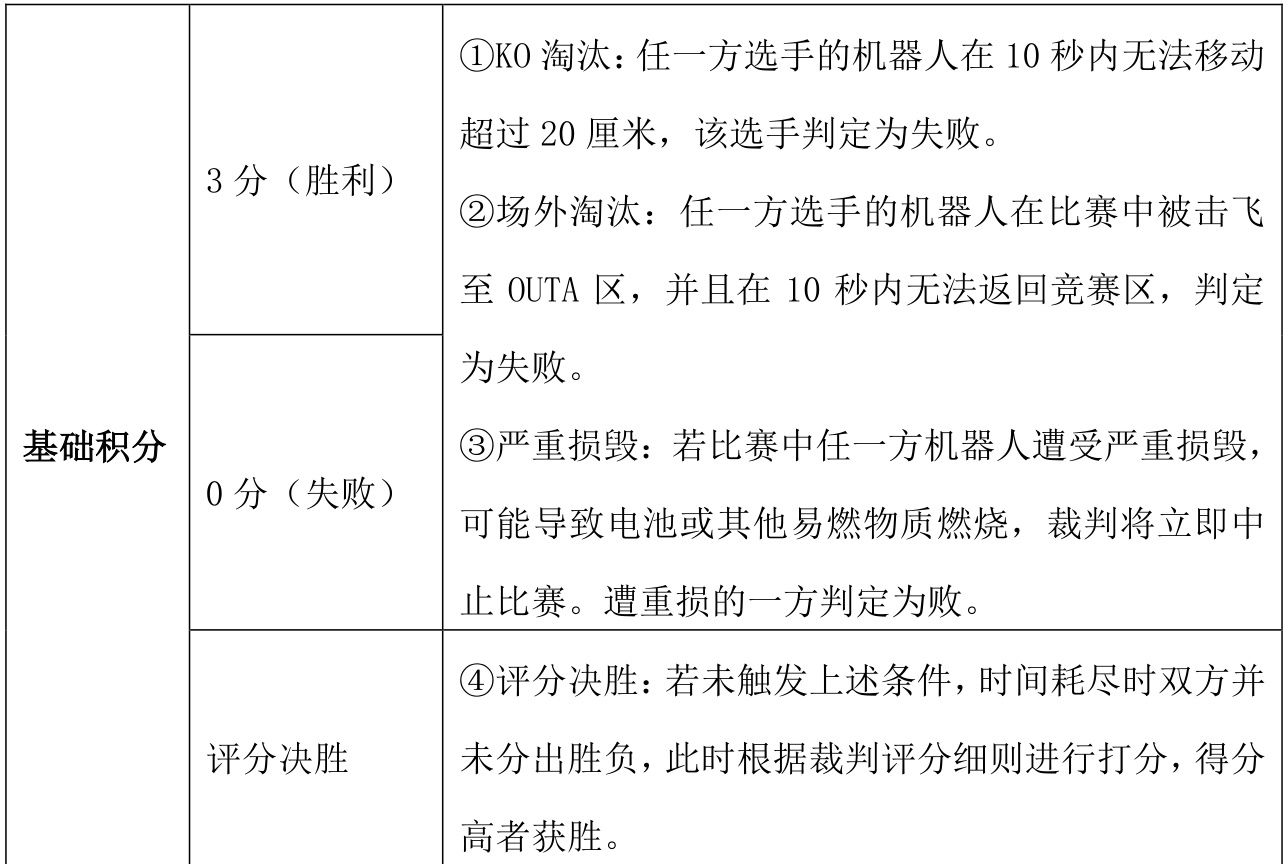 基础积分
3分（胜利）
0分（失败）
①KO淘汰：任一方选手的机器人在10秒内无法移动
超过20厘米，该选手判定为失败。
②场外淘汰：任一方选手的机器人在比赛中被击飞
至 OUTA 区，并且在 10 秒内无法返回竞赛区，判定
为失败。
③严重损毁：若比赛中任一方机器人遭受严重损毁，
可能导致电池或其他易燃物质燃烧，裁判将立即中
止比赛。遭重损的一方判定为败。
评分决胜
④评分决胜：若未触发上述条件，时间耗尽时双方并
未分出胜负，此时根据裁判评分细则进行打分，得分
高者获胜。